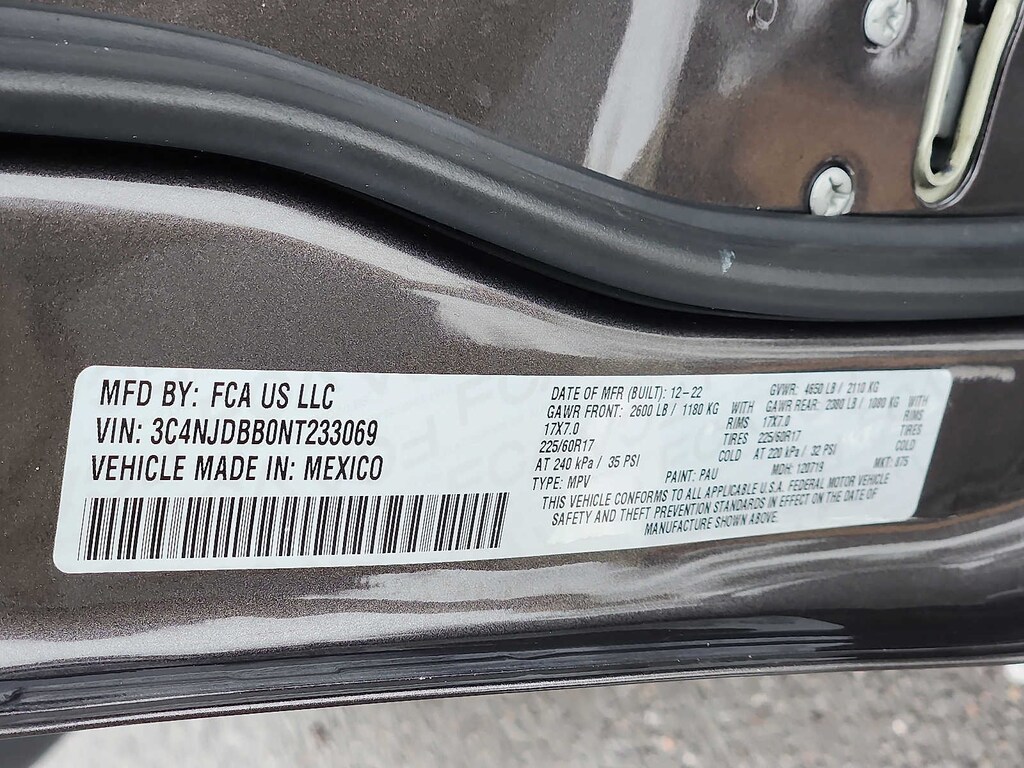 MFD BY: FCA US LLC
VIN: 3C4NJDBB0NT233069
VEHICLE MADE IN: MEXICO
DATE OF MFR (BUILT): 12-22 GVWR: 4650 LB / 2110 KG
GAWR FRONT: 2600 LB / 1180 KG WITH GAWR REAR: 2380 LB / 1080 KG WITH
17X7.0 RIMS 17X7.0 RIMS
225/60R17 TIRES 225/60R17 TIRES
AT 240 kPa / 35 PSI COLD AT 220 kPa / 32 PSI COLD
TYPE: MPV PAINT: PAU MDH: 120719 MKT: 875
THIS VEHICLE CONFORMS TO ALL APPLICABLE U.S.A. FEDERAL MOTOR VEHICLE
SAFETY AND THEFT PREVENTION STANDARDS IN EFFECT ON THE DATE OF
MANUFACTURE SHOWN ABOVE.